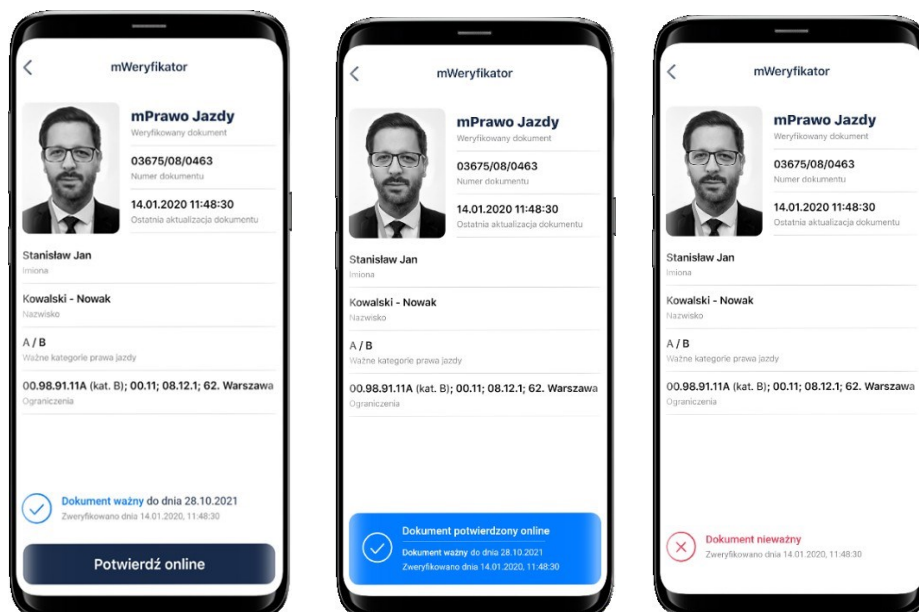 mWeryfikator
mPrawo Jazdy
Weryfikowany dokument
03675/08/0463
Numer dokumentu
14.01.2020 11:48:30
Ostatnia aktualizacja dokumentu
Stanisław Jan
Imiona
Kowalski - Nowak
Nazwisko
A / B
Ważne kategorie prawa jazdy
00.98.91.11A (kat. B); 00.11; 08.12.1; 62. Warszawa
Ograniczenia
Dokument ważny do dnia 28.10.2021
Zweryfikowano dnia 14.01.2020, 11:48:30
Potwierdź online
mWeryfikator
mPrawo Jazdy
Weryfikowany dokument
03675/08/0463
Numer dokumentu
14.01.2020 11:48:30
Ostatnia aktualizacja dokumentu
Stanisław Jan
Imiona
Kowalski - Nowak
Nazwisko
A / B
Ważne kategorie prawa jazdy
00.98.91.11A (kat. B); 00.11; 08.12.1; 62. Warszawa
Ograniczenia
Dokument potwierdzony online
Dokument ważny do dnia 28.10.2021
Zweryfikowano dnia 14.01.2020, 11:48:30
mWeryfikator
mPrawo Jazdy
Weryfikowany dokument
03675/08/0463
Numer dokumentu
14.01.2020 11:48:30
Ostatnia aktualizacja dokumentu
Stanisław Jan
Imiona
Kowalski - Nowak
Nazwisko
A / B
Ważne kategorie prawa jazdy
00.98.91.11A (kat. B); 00.11; 08.12.1; 62. Warszawa
Ograniczenia
Dokument nieważny
Zweryfikowano dnia 14.01.2020, 11:48:30